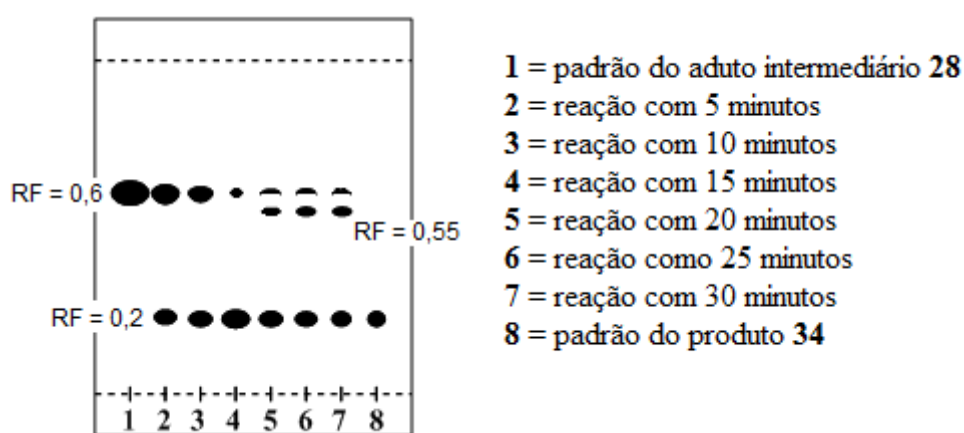 RF = 0,6
RF = 0,55
RF = 0,2
1 2 3 4 5 6 7 8
1 = padrão do aduto intermediário 28
2 = reação com 5 minutos
3 = reação com 10 minutos
4 = reação com 15 minutos
5 = reação com 20 minutos
6 = reação como 25 minutos
7 = reação com 30 minutos
8 = padrão do produto 34